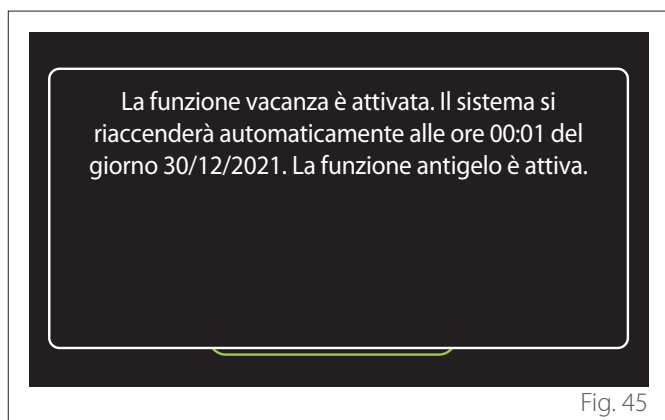 La funzione vacanza è attivata. Il sistema si
riaccenderà automaticamente alle ore 00:01 del
giorno 30/12/2021. La funzione antigelo è attiva.
Fig. 45